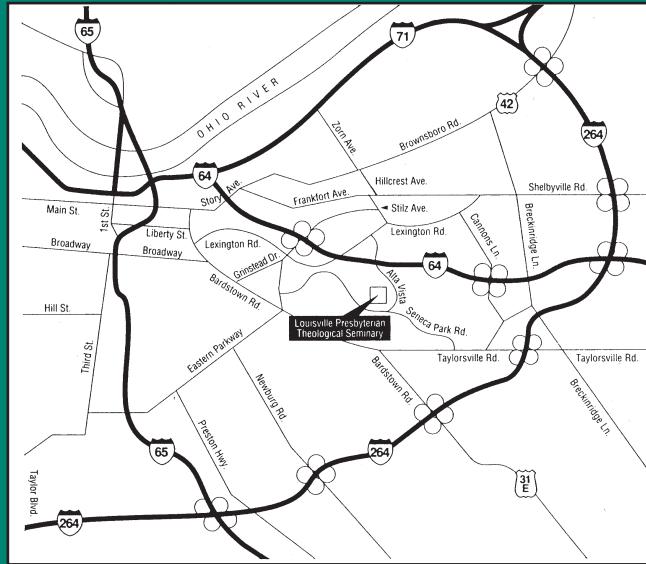 65
71
OHIO RIVER
42
264
Zorn Ave.
Brownsboro Rd.
64
Hillcrest Ave.
Shelbyville Rd.
Story Ave.
Frankfort Ave.
Main St.
1st St.
Stilz Ave.
Liberty St.
Lexington Rd.
Lexington Rd.
Cannons Ln.
Breckinridge Ln.
Broadway
Broadway
Grinstead Dr.
64
Bardstown Rd.
Alta Vista
Hill St.
Louisville Presbyterian
Theological Seminary
Seneca Park Rd.
Third St.
Eastern Parkway
Taylorsville Rd.
Taylorsville Rd.
Newburg Rd.
Bardstown Rd.
Breckinridge Ln.
Preston Hwy.
65
264
Taylor Blvd.
31
E
264